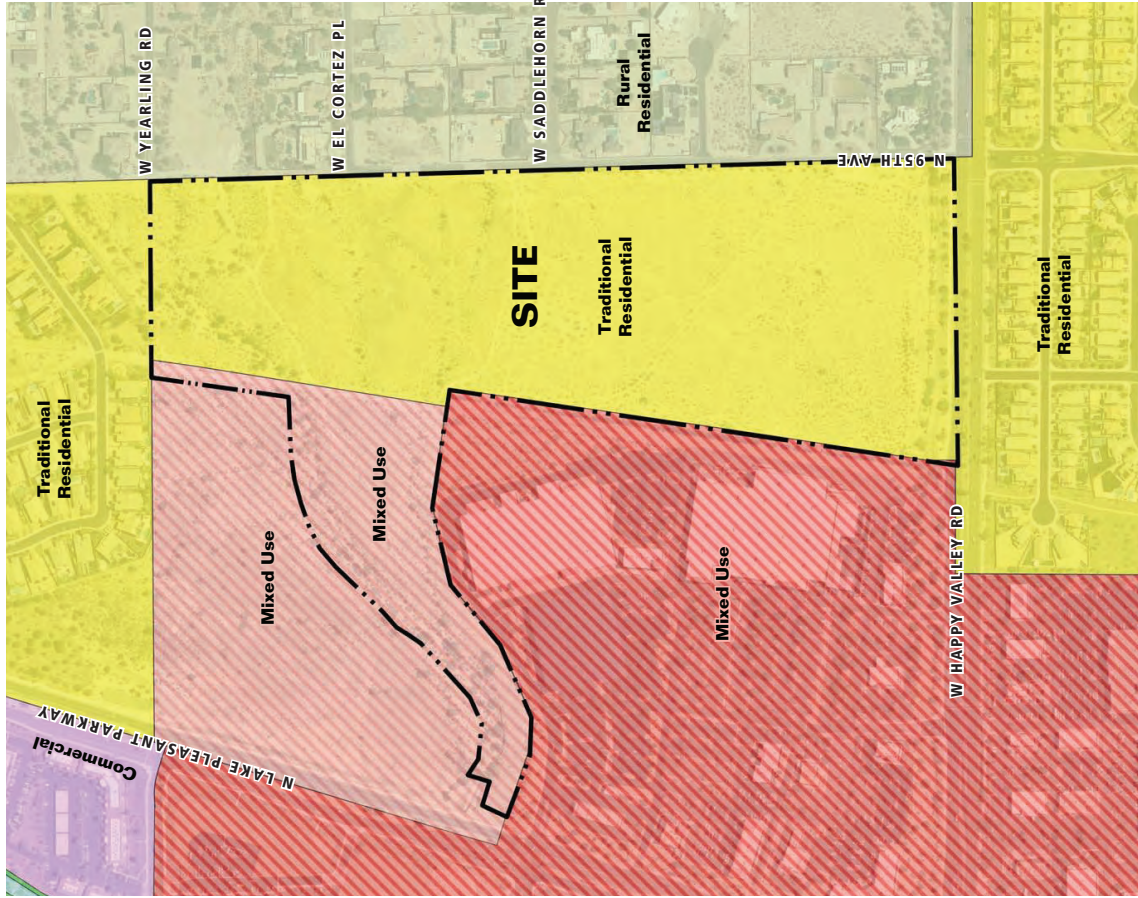 W YEARLING RD
W EL CORTEZ PL
W SADDLEHORN R
Rural
Residential
N 95TH AVE
SITE
Traditional
Residential
Traditional
Residential
Traditional
Residential
Mixed Use
Mixed Use
Mixed Use
W HAPPY VALLEY RD
N LAKE PLEASANT PARKWAY
Commercial